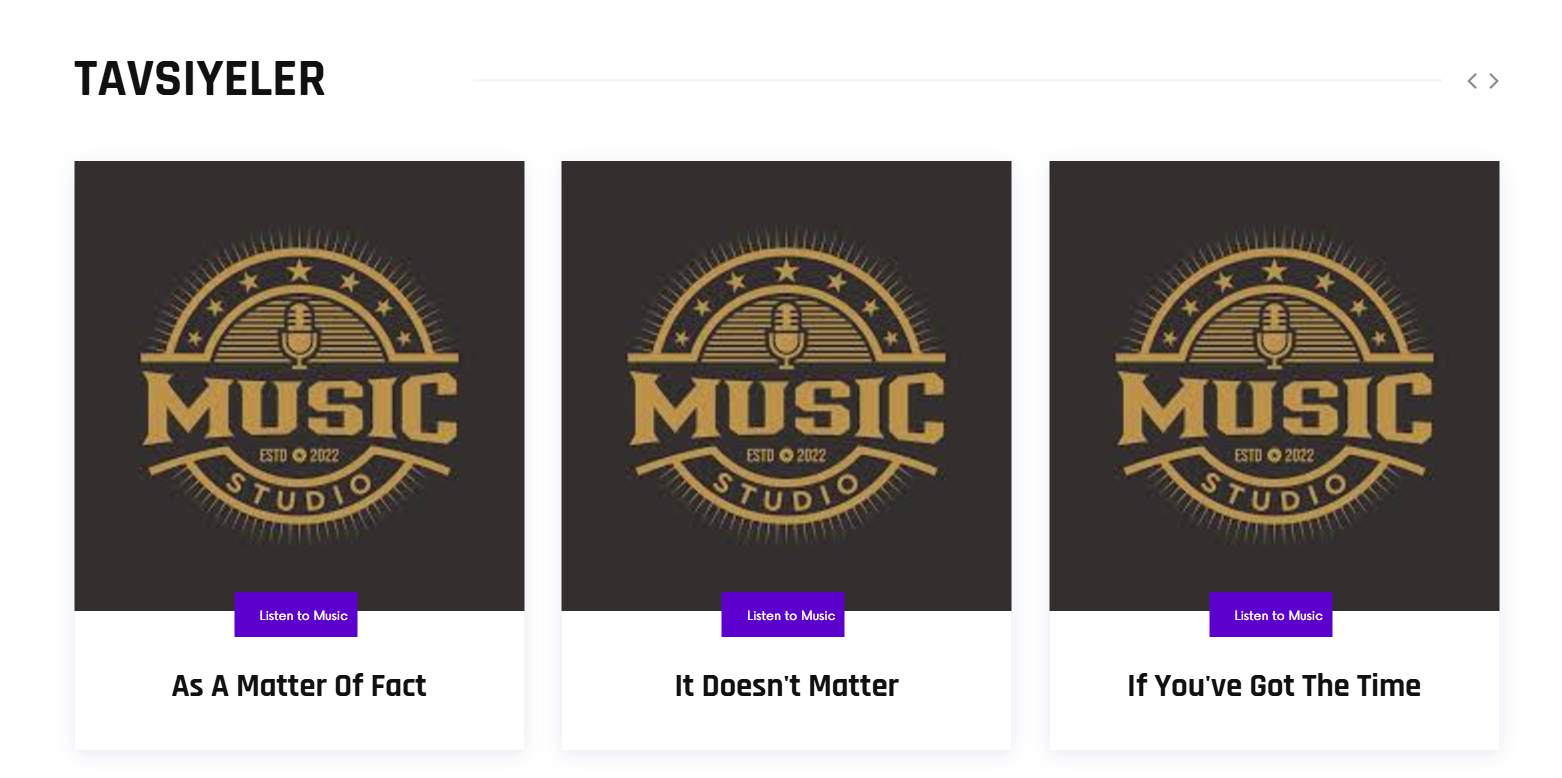 TAVSIYELER
MUSIC
ESTD 2022
STUDIO
Listen to Music
As A Matter Of Fact
MUSIC
ESTD 2022
STUDIO
Listen to Music
It Doesn't Matter
MUSIC
ESTD 2022
STUDIO
Listen to Music
If You've Got The Time